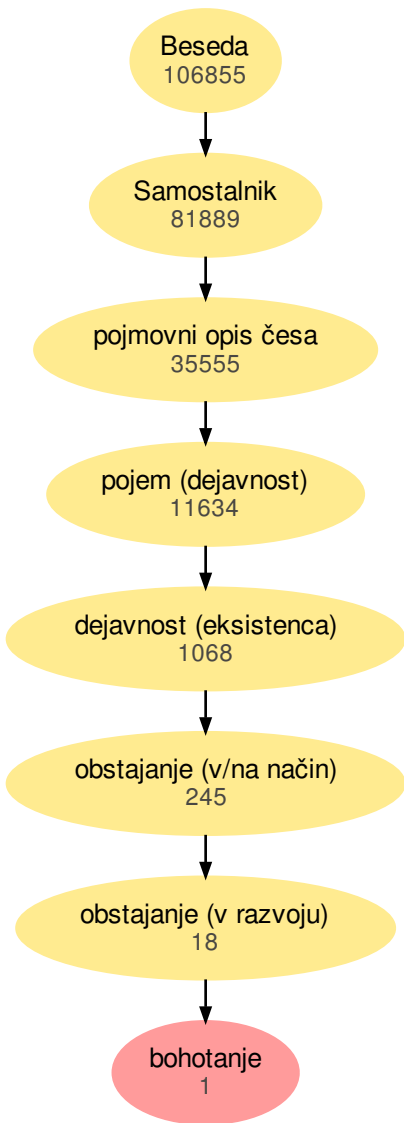 Beseda
106855
Samostalnik
81889
pojmovni opis česa
35555
pojem (dejavnost)
11634
dejavnost (eksistenca)
1068
obstajanje (v/na način)
245
obstajanje (v razvoju)
18
bohotanje
1